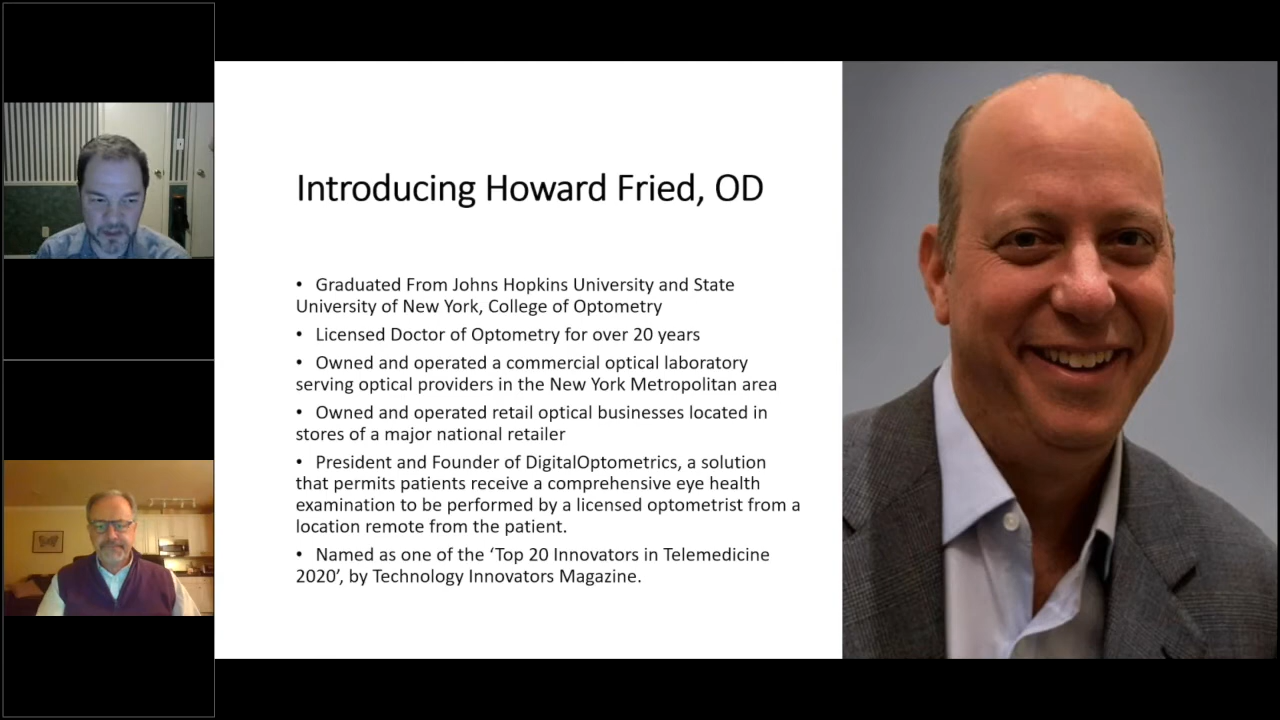 Introducing Howard Fried, OD
• Graduated From Johns Hopkins University and State
University of New York, College of Optometry
• Licensed Doctor of Optometry for over 20 years
• Owned and operated a commercial optical laboratory
serving optical providers in the New York Metropolitan area
• Owned and operated retail optical businesses located in
stores of a major national retailer
• President and Founder of DigitalOptometrics, a solution
that permits patients receive a comprehensive eye health
examination to be performed by a licensed optometrist from a
location remote from the patient.
• Named as one of the ‘Top 20 Innovators in Telemedicine
2020’, by Technology Innovators Magazine.